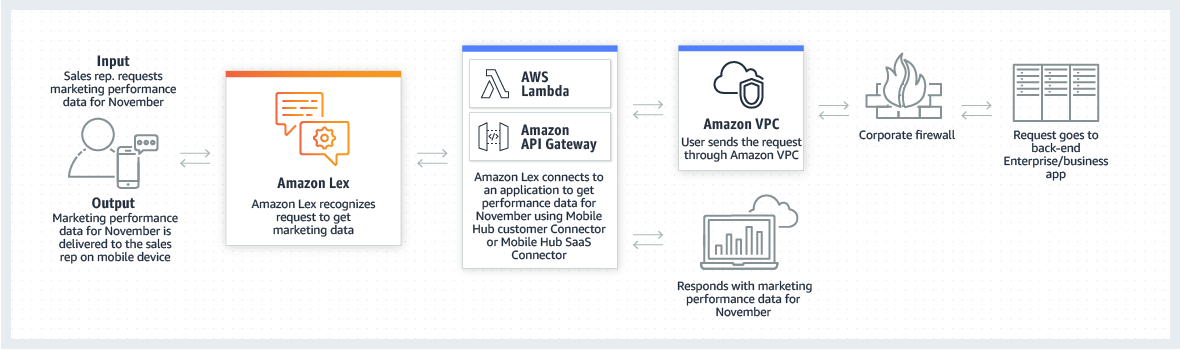 Input
Sales rep. requests
marketing performance
data for November
Output
Marketing performance
data for November is
delivered to the sales
rep on mobile device
Amazon Lex
Amazon Lex recognizes
request to get
marketing data
AWS
Lambda
Amazon
API Gateway
Amazon Lex connects to
an application to get
performance data for
November using Mobile
Hub customer Connector
or Mobile Hub SaaS
Connector
Amazon VPC
User sends the request
through Amazon VPC
Corporate firewall
Request goes to
back-end
Enterprise/business
app
Responds with marketing
performance data for
November